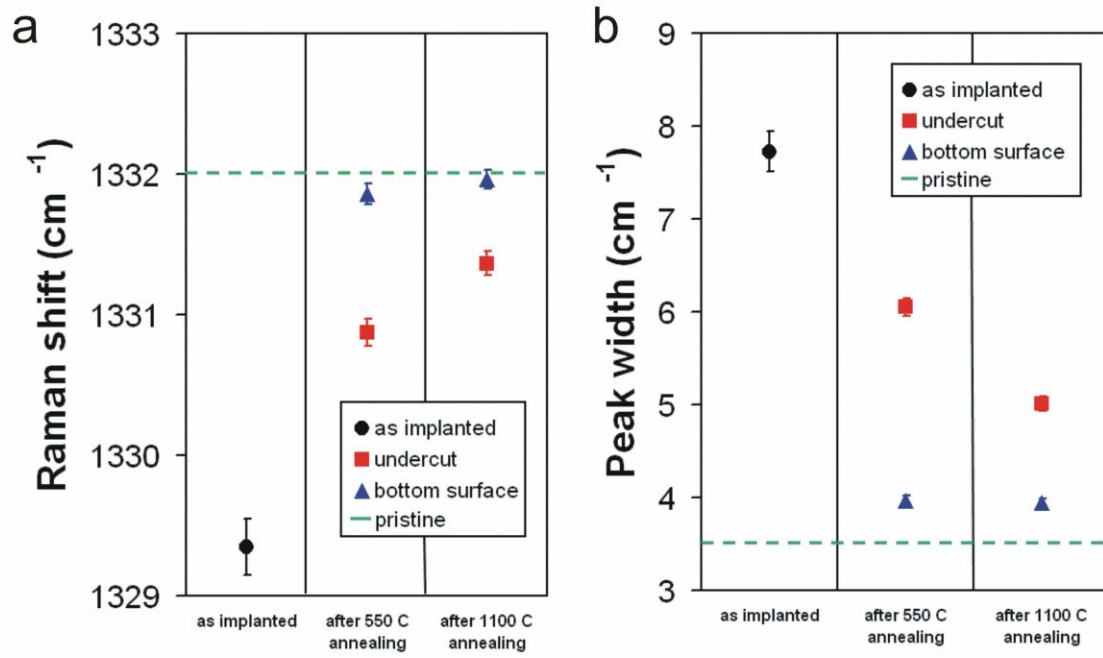 a
Raman shift (cm -1)
1333
1332
1331
1330
1329
as implanted
undercut
bottom surface
pristine
as implanted
after 550 C
annealing
after 1100 C
annealing
b
Peak width (cm -1)
9
8
7
6
5
4
3
as implanted
undercut
bottom surface
pristine
as implanted
after 550 C
annealing
after 1100 C
annealing